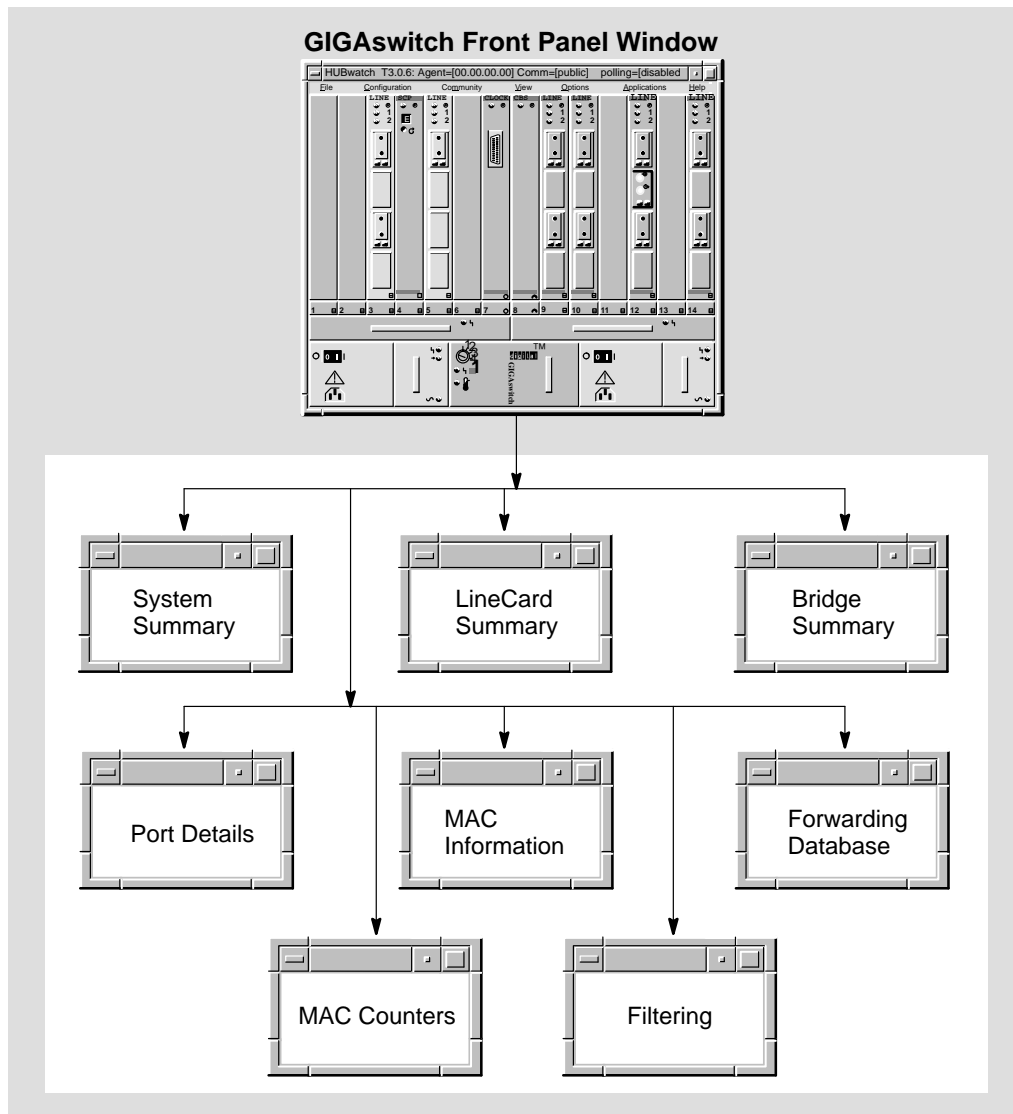 GIGAswitch Front Panel Window
HUBwatch T3.0.6: Agent=[00.00.00.00] Comm=[public] polling=[disabled
File Configuration Community View Options Applications Help
LINE SCP LINE CLOCK CBS LINE LINE LINE LINE
1 1 1 1 1 1
2 2 2 2 2 2
1 2 3 4 5 6 7 8 9 10 11 12 13 14
TM
GIGAswitch
System
Summary
LineCard
Summary
Bridge
Summary
Port Details
MAC
Information
Forwarding
Database
MAC Counters
Filtering